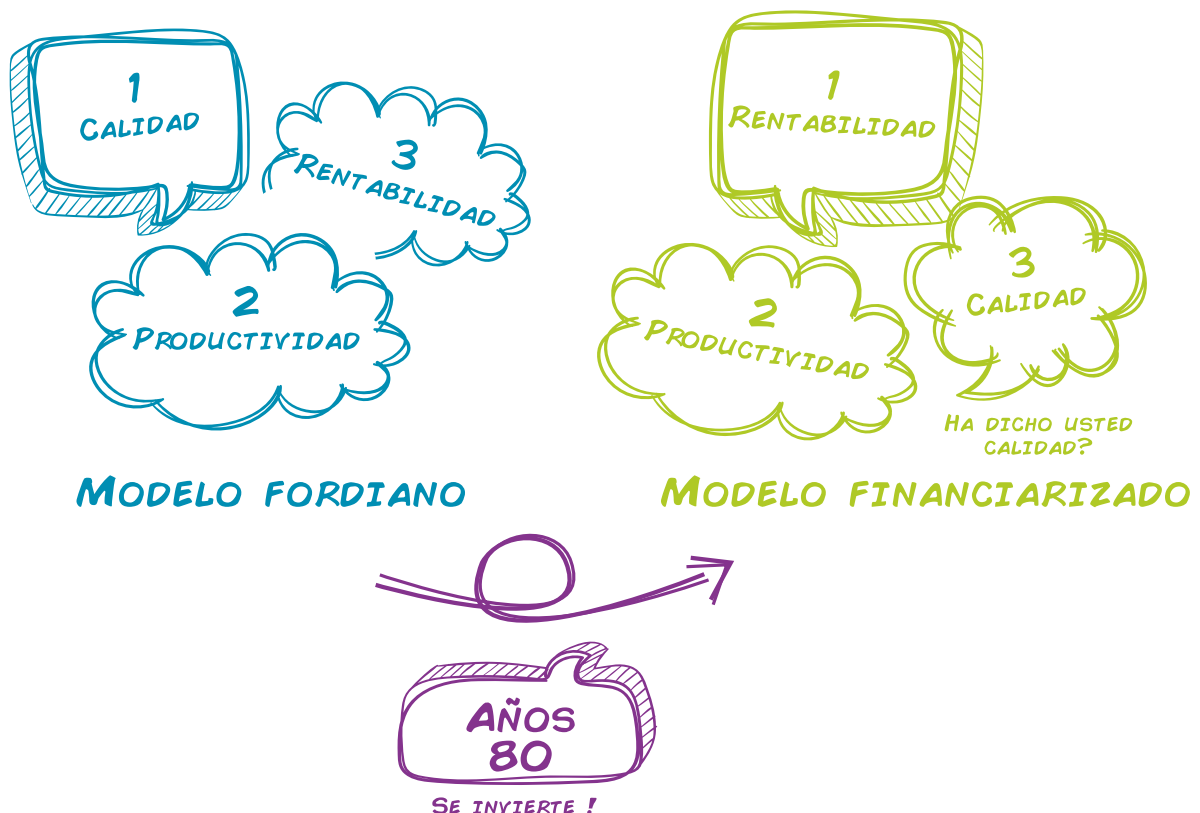 1
CALIDAD
3
RENTABILIDAD
2
PRODUCTIVIDAD
MODELO FORDIANO
1
RENTABILIDAD
3
CALIDAD
2
PRODUCTIVIDAD
HA DICHO USTED
CALIDAD?
MODELO FINANCIARIZADO
AÑOS
80
SE INVIERTE !